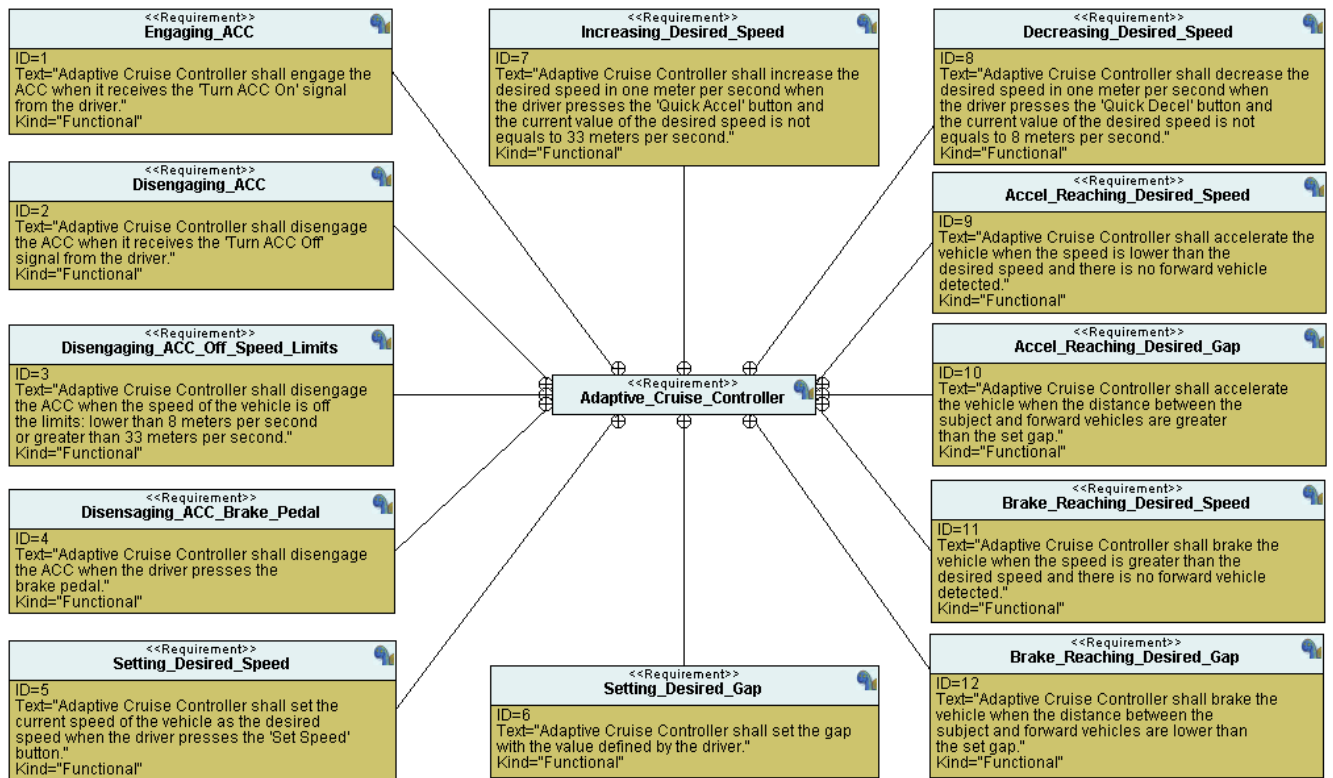 <<Requirement>>
Engaging_ACC
ID=1
Text="Adaptive Cruise Controller shall engage the
ACC when it receives the 'Turn ACC On' signal
from the driver."
Kind="Functional"
<<Requirement>>
Increasing_Desired_Speed
ID=7
Text="Adaptive Cruise Controller shall increase the
desired speed in one meter per second when
the driver presses the 'Quick Accel' button and
the current value of the desired speed is not
equals to 33 meters per second."
Kind="Functional"
<<Requirement>>
Decreasing_Desired_Speed
ID=8
Text="Adaptive Cruise Controller shall decrease the
desired speed in one meter per second when
the driver presses the 'Quick Decel' button and
the current value of the desired speed is not
equals to 8 meters per second."
Kind="Functional"
<<Requirement>>
Disengaging_ACC
ID=2
Text="Adaptive Cruise Controller shall disengage
the ACC when it receives the 'Turn ACC Off'
signal from the driver."
Kind="Functional"
<<Requirement>>
Accel_Reaching_Desired_Speed
ID=9
Text="Adaptive Cruise Controller shall accelerate the
vehicle when the speed is lower than the
desired speed and there is no forward vehicle
detected."
Kind="Functional"
<<Requirement>>
Disengaging_ACC_Off_Speed_Limits
ID=3
Text="Adaptive Cruise Controller shall disengage
the ACC when the speed of the vehicle is off
the limits: lower than 8 meters per second
or greater than 33 meters per second."
Kind="Functional"
<<Requirement>>
Adaptive_Cruise_Controller
<<Requirement>>
Accel_Reaching_Desired_Gap
ID=10
Text="Adaptive Cruise Controller shall accelerate
the vehicle when the distance between the
subject and forward vehicles are greater
than the set gap."
Kind="Functional"
<<Requirement>>
Disensaging_ACC_Brake_Pedal
ID=4
Text="Adaptive Cruise Controller shall disengage
the ACC when the driver presses the
brake pedal."
Kind="Functional"
<<Requirement>>
Brake_Reaching_Desired_Speed
ID=11
Text="Adaptive Cruise Controller shall brake the
vehicle when the speed is greater than the
desired speed and there is no forward vehicle
detected."
Kind="Functional"
<<Requirement>>
Setting_Desired_Speed
ID=5
Text="Adaptive Cruise Controller shall set the
current speed of the vehicle as the desired
speed when the driver presses the 'Set Speed'
button."
Kind="Functional"
<<Requirement>>
Setting_Desired_Gap
ID=6
Text="Adaptive Cruise Controller shall set the gap
with the value defined by the driver."
Kind="Functional"
<<Requirement>>
Brake_Reaching_Desired_Gap
ID=12
Text="Adaptive Cruise Controller shall brake the
vehicle when the distance between the
subject and forward vehicles are lower than
the set gap."
Kind="Functional"